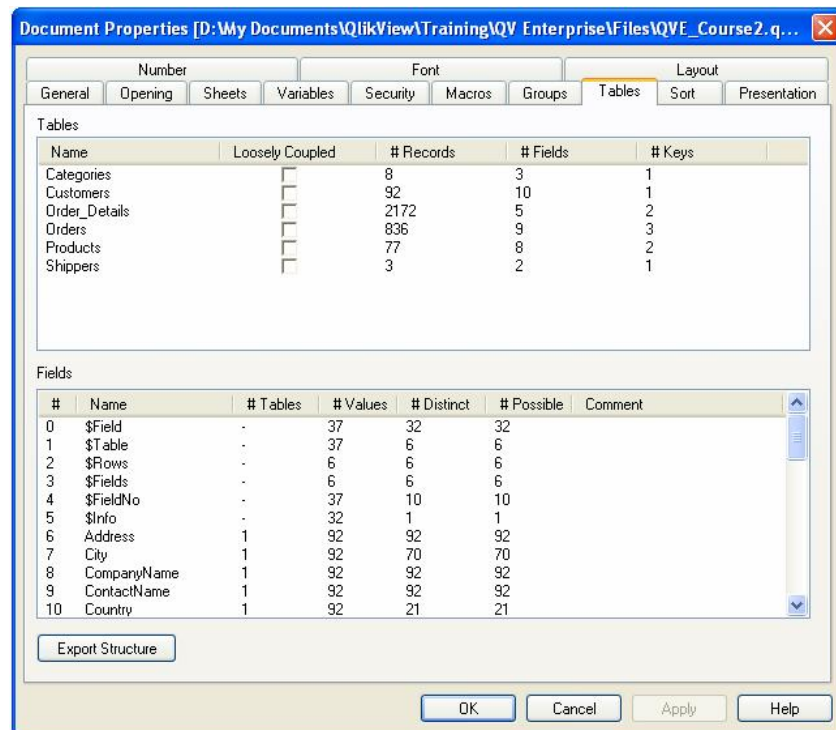 Document Properties [D:\My Documents\QlikView\Training\QV Enterprise\Files\QVE_Course2.q...
Number Font Layout
General Opening Sheets Variables Security Macros Groups Tables Sort Presentation
Tables
Name Loosely Coupled # Records # Fields # Keys
Categories 8 3 1
Customers 92 10 1
Order_Details 2172 5 2
Orders 836 9 3
Products 77 8 2
Shippers 3 2 1
Fields
# Name # Tables # Values # Distinct # Possible Comment
0 $Field - 37 32 32
1 $Table - 37 6 6
2 $Rows - 6 6 6
3 $Fields - 6 6 6
4 $FieldNo - 37 10 10
5 $Info - 32 1 1
6 Address 1 92 92 92
7 City 1 92 70 70
8 CompanyName 1 92 92 92
9 ContactName 1 92 92 92
10 Country 1 92 21 21
Export Structure
OK Cancel Apply Help